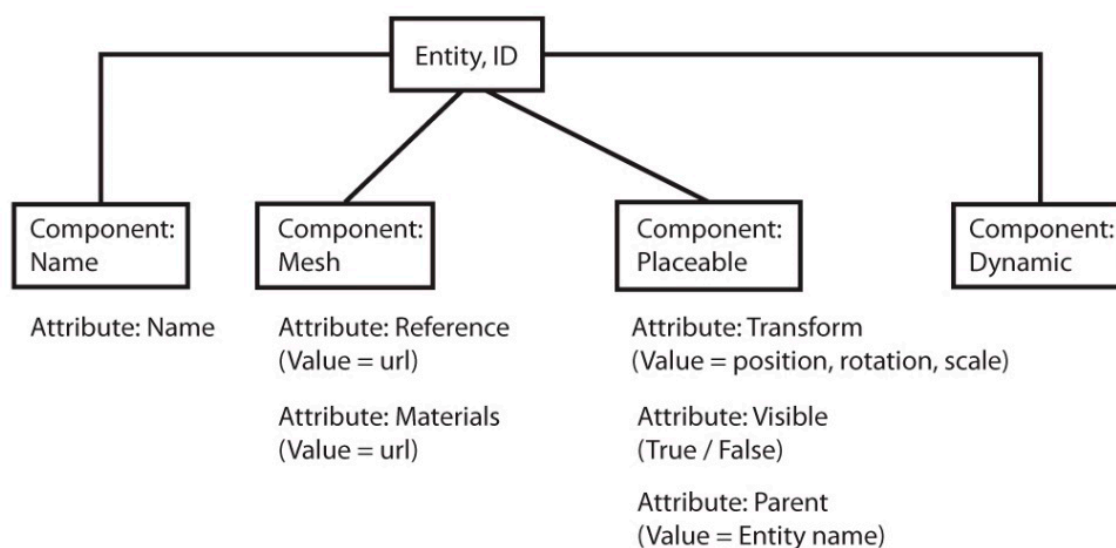 Entity, ID
Component:
Name
Attribute: Name
Component:
Mesh
Attribute: Reference
(Value = url)
Attribute: Materials
(Value = url)
Component:
Placeable
Attribute: Transform
(Value = position, rotation, scale)
Attribute: Visible
(True / False)
Attribute: Parent
(Value = Entity name)
Component:
Dynamic